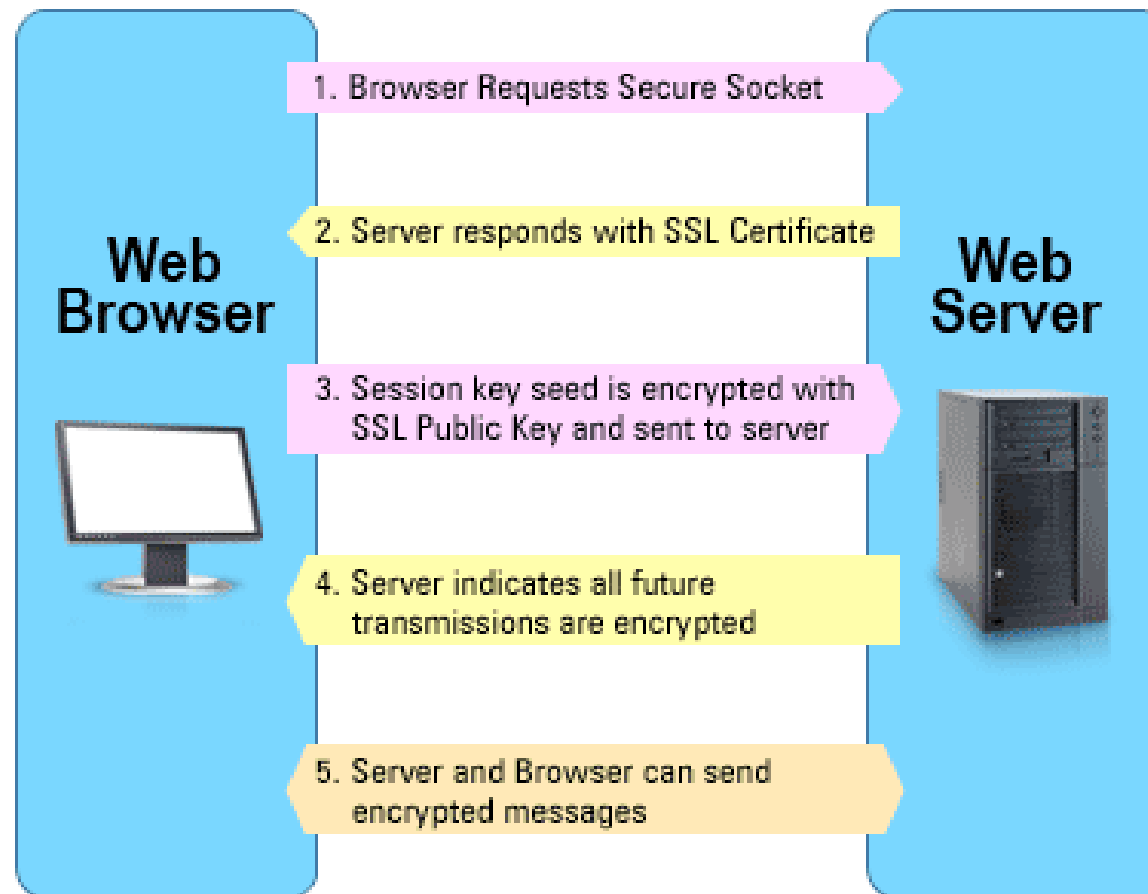 1. Browser Requests Secure Socket
2. Server responds with SSL Certificate
Web
Browser
Web
Server
3. Session key seed is encrypted with
SSL Public Key and sent to server
4. Server indicates all future
transmissions are encrypted
5. Server and Browser can send
encrypted messages